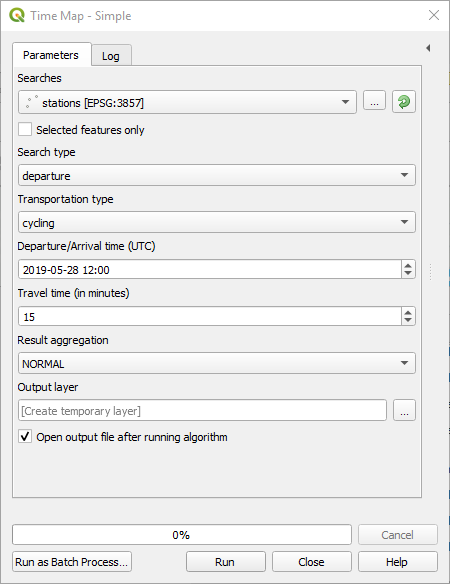 Time Map - Simple
Parameters
Log
Searches
stations [EPSG:3857]
...
Selected features only
Search type
departure
Transportation type
cycling
Departure/Arrival time (UTC)
2019-05-28 12:00
Travel time (in minutes)
15
Result aggregation
NORMAL
Output layer
[Create temporary layer]
...
Open output file after running algorithm
0%
Cancel
Run as Batch Process...
Run
Close
Help